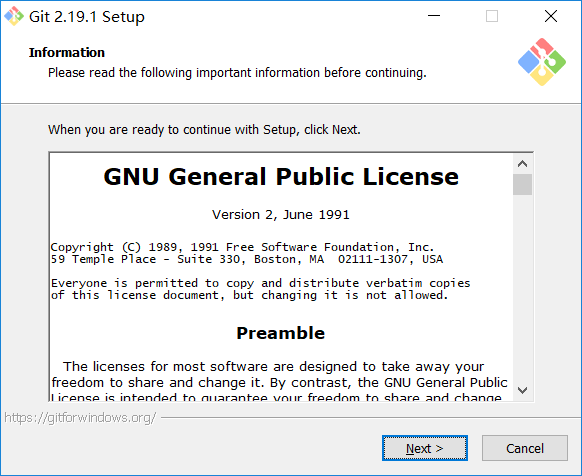 Git 2.19.1 Setup
Information
Please read the following important information before continuing.
When you are ready to continue with Setup, click Next.
GNU General Public License
Version 2, June 1991
Copyright (C) 1989, 1991 Free Software Foundation, Inc.
59 Temple Place - Suite 330, Boston, MA  02111-1307, USA
Everyone is permitted to copy and distribute verbatim copies
of this license document, but changing it is not allowed.
Preamble
The licenses for most software are designed to take away your
freedom to share and change it. By contrast, the GNU General Public
License is intended to guarantee your freedom to share and change
https://gitforwindows.org/
Next >
Cancel